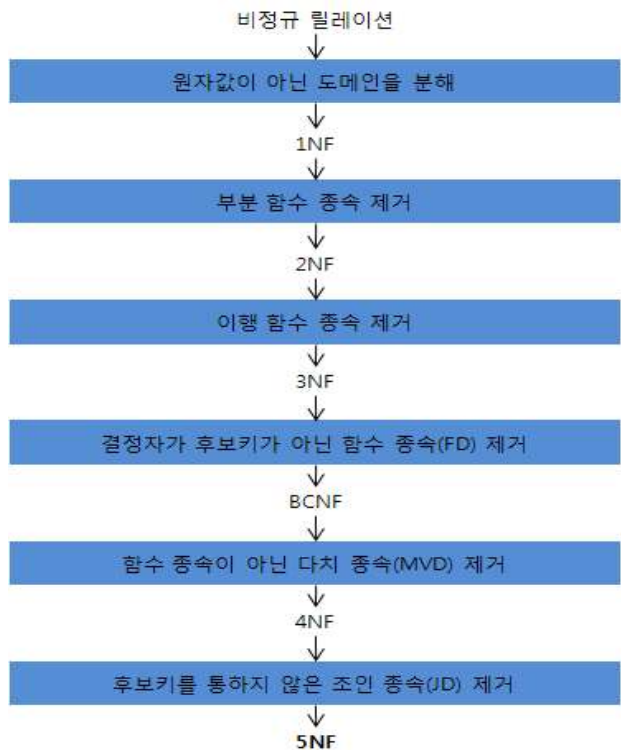 비정규 릴레이션
원자값이 아닌 도메인을 분해
1NF
부분 함수 종속 제거
2NF
이행 함수 종속 제거
3NF
결정자가 후보키가 아닌 함수 종속(FD) 제거
BCNF
함수 종속이 아닌 다치 종속(MVD) 제거
4NF
후보키를 통하지 않은 조인 종속(JD) 제거
5NF